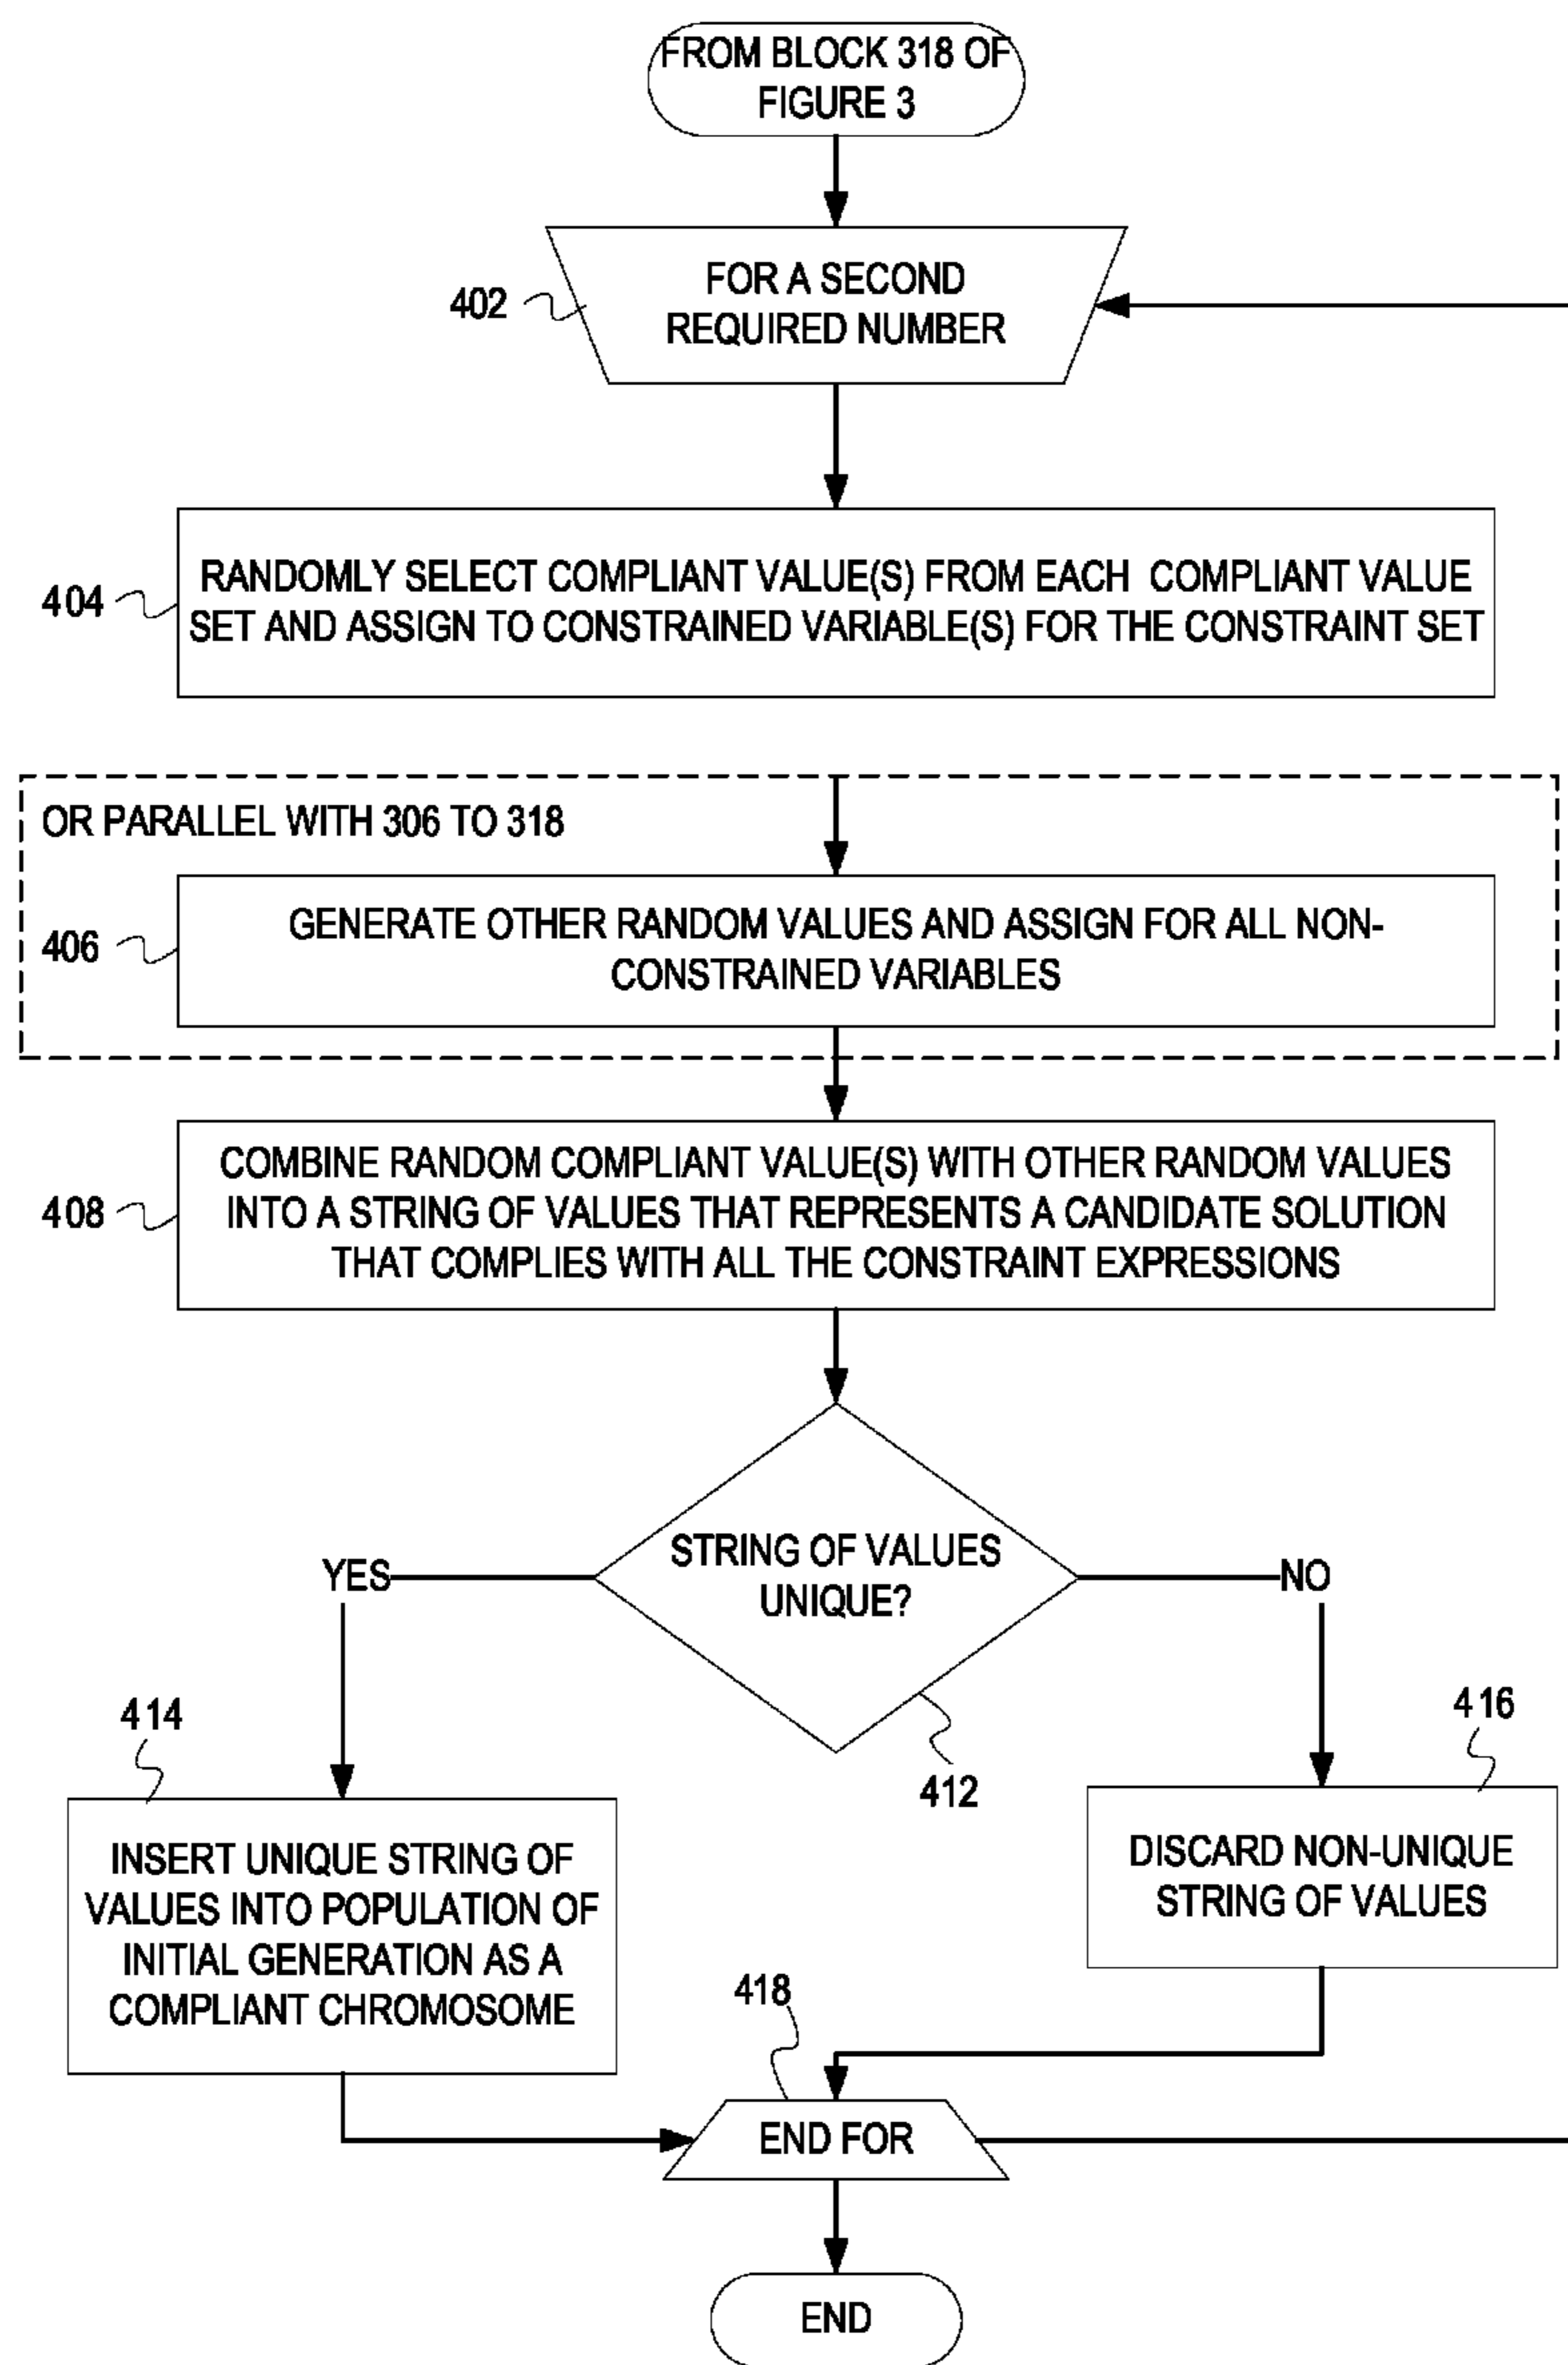 FROM BLOCK 318 OF
FIGURE 3
FOR A SECOND
REQUIRED NUMBER
402
RANDOMLY SELECT COMPLIANT VALUE(S) FROM EACH COMPLIANT VALUE
SET AND ASSIGN TO CONSTRAINED VARIABLE(S) FOR THE CONSTRAINT SET
404
OR PARALLEL WITH 306 TO 318
GENERATE OTHER RANDOM VALUES AND ASSIGN FOR ALL NON-
CONSTRAINED VARIABLES
406
COMBINE RANDOM COMPLIANT VALUE(S) WITH OTHER RANDOM VALUES
INTO A STRING OF VALUES THAT REPRESENTS A CANDIDATE SOLUTION
THAT COMPLIES WITH ALL THE CONSTRAINT EXPRESSIONS
408
STRING OF VALUES
UNIQUE?
YES
NO
412
414
416
INSERT UNIQUE STRING OF
VALUES INTO POPULATION OF
INITIAL GENERATION AS A
COMPLIANT CHROMOSOME
DISCARD NON-UNIQUE
STRING OF VALUES
418
END FOR
END